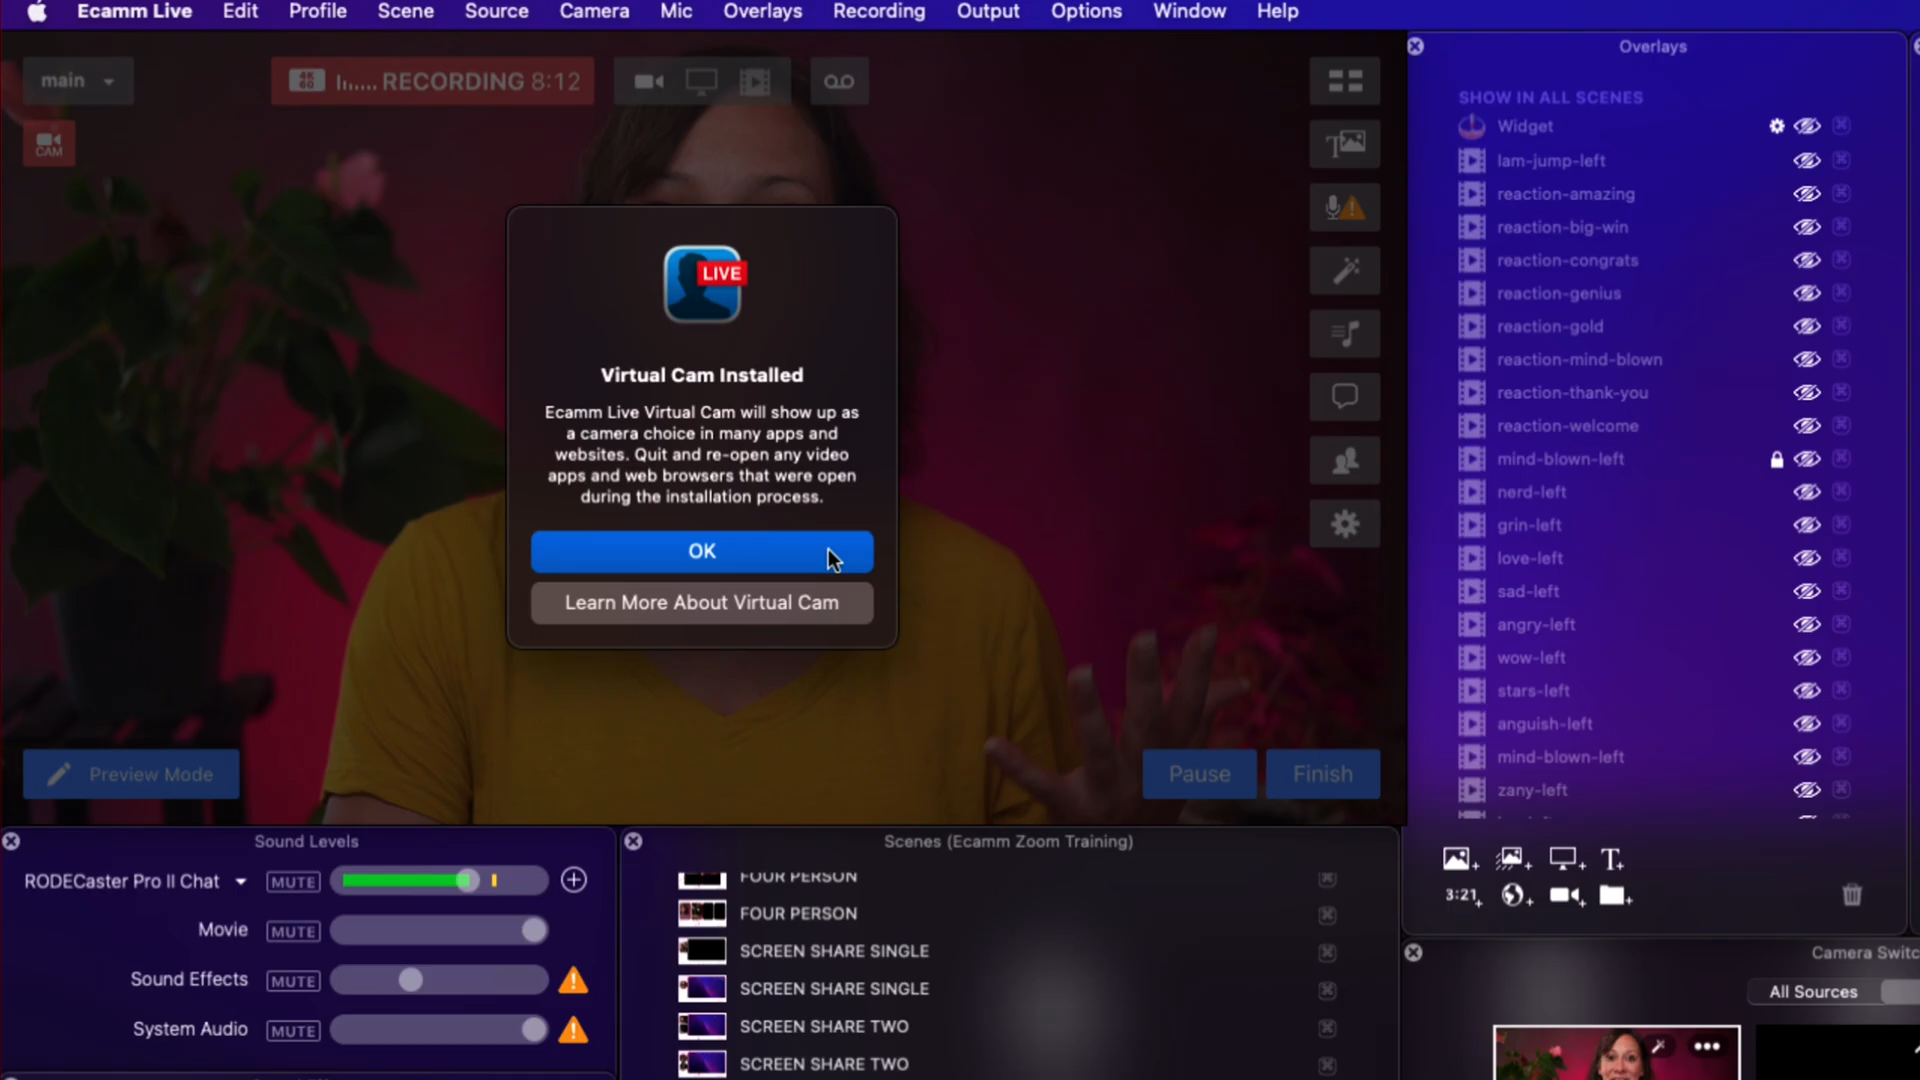 Ecamm Live Edit Profile Scene Source Camera Mic Overlays Recording Output Options Window Help
main
4K 60 RECORDING 8:12
CAM
LIVE
Virtual Cam Installed
Ecamm Live Virtual Cam will show up as
a camera choice in many apps and
websites. Quit and re-open any video
apps and web browsers that were open
during the installation process.
OK
Learn More About Virtual Cam
Preview Mode
Pause
Finish
Overlays
SHOW IN ALL SCENES
Widget
lam-jump-left
reaction-amazing
reaction-big-win
reaction-congrats
reaction-genius
reaction-gold
reaction-mind-blown
reaction-thank-you
reaction-welcome
mind-blown-left
nerd-left
grin-left
love-left
sad-left
angry-left
wow-left
stars-left
anguish-left
mind-blown-left
zany-left
T+
3:21+
Sound Levels
RODECaster Pro II Chat MUTE
Movie MUTE
Sound Effects MUTE
System Audio MUTE
Scenes (Ecamm Zoom Training)
FOUR PERSON
FOUR PERSON
SCREEN SHARE SINGLE
SCREEN SHARE SINGLE
SCREEN SHARE TWO
SCREEN SHARE TWO
Camera Switc
All Sources